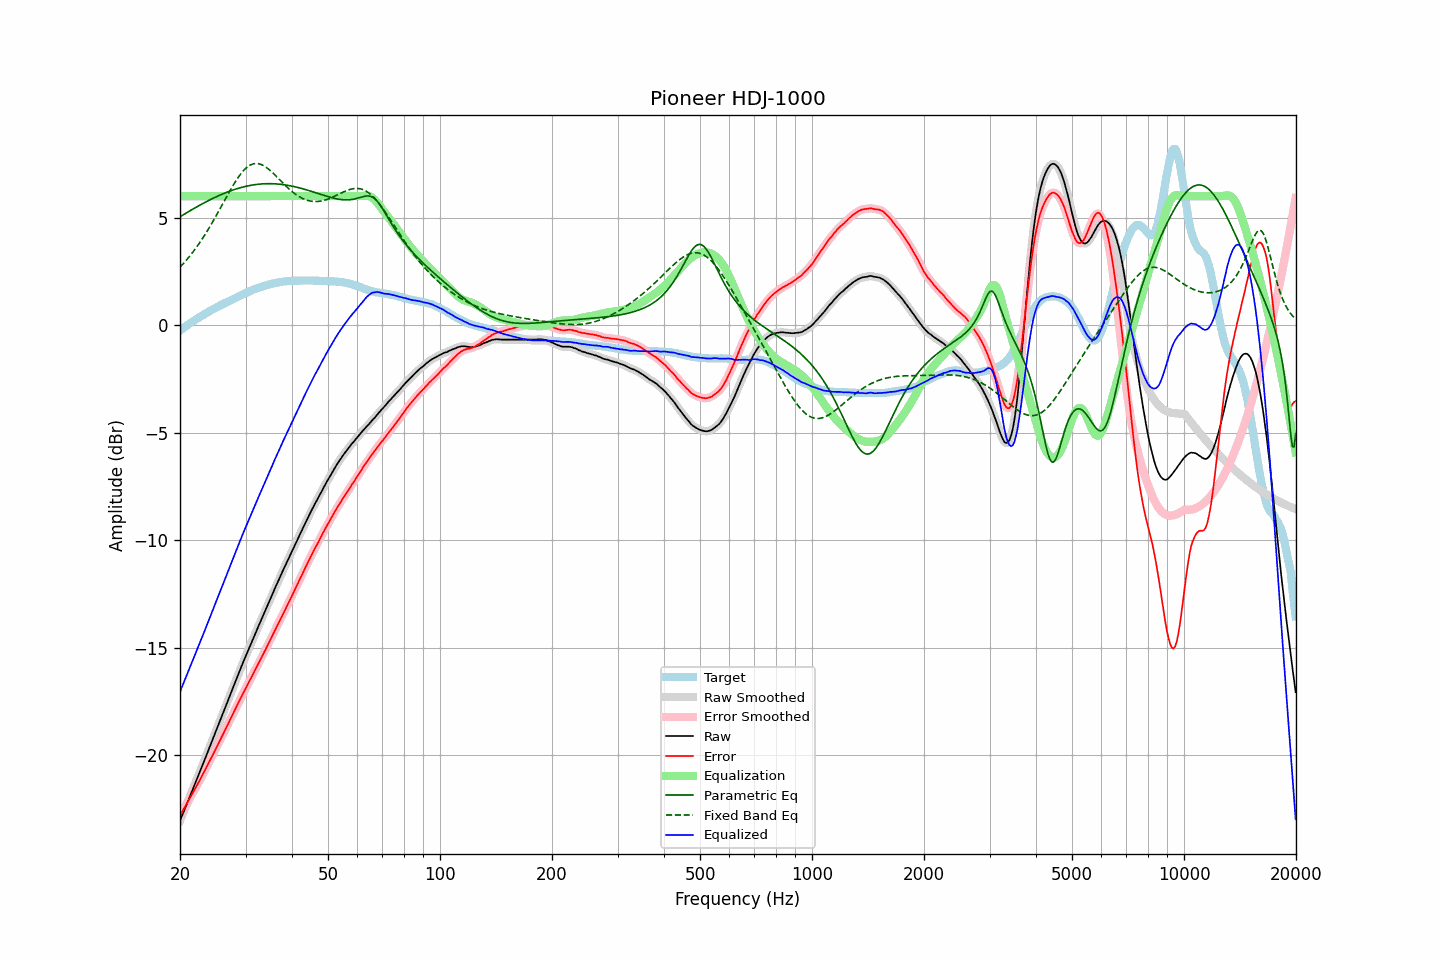 Pioneer HDJ-1000
Amplitude (dBr)
5
0
−5
−10
−15
−20
Target
Raw Smoothed
Error Smoothed
Raw
Error
Equalization
Parametric Eq
Fixed Band Eq
Equalized
20 50 100 200 500 1000 2000 5000 10000 20000
Frequency (Hz)